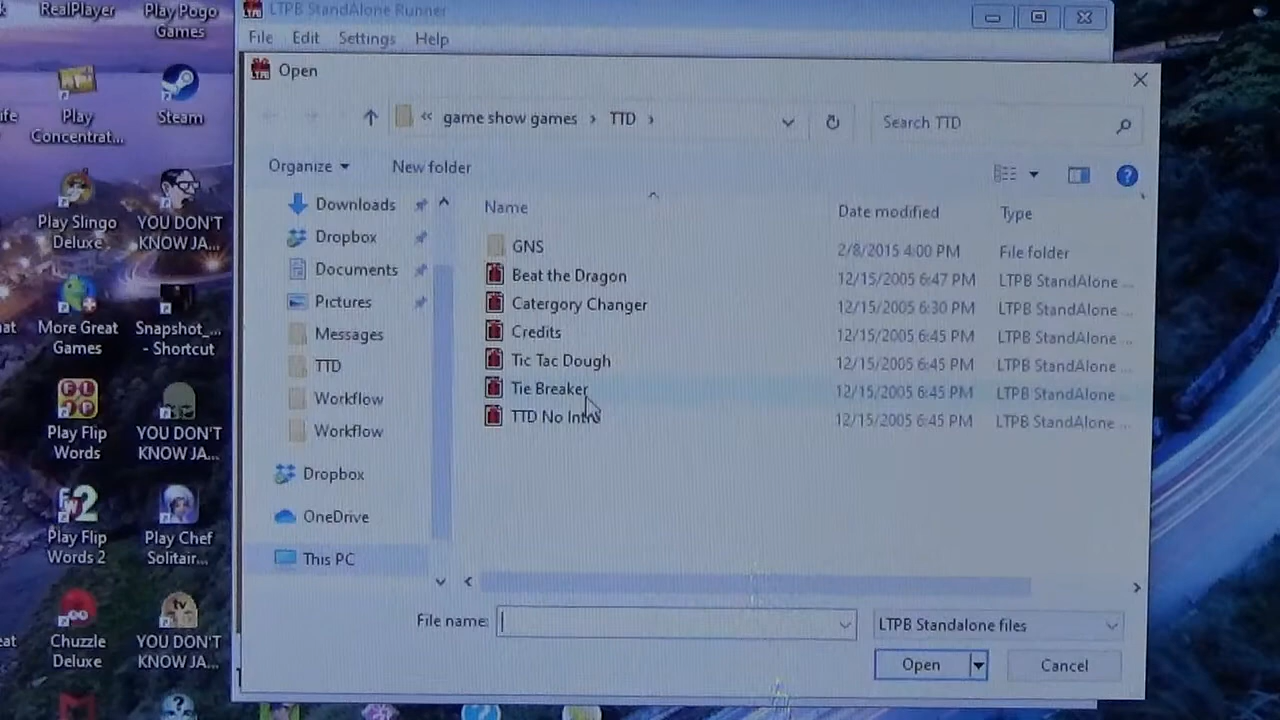 RealPlayer
Play Pogo
Games
Play
Concentrat...
Steam
Play Slingo
Deluxe
YOU DON'T
KNOW JA...
More Great
Games
Snapshot_...
- Shortcut
Play Flip
Words
YOU DON'T
KNOW JA...
Play Flip
Words 2
Play Chef
Solitair...
Chuzzle
Deluxe
YOU DON'T
KNOW JA...
LTPB StandAlone Runner
File Edit Settings Help
Open
« game show games › TTD ›
Search TTD
Organize
New folder
Downloads
Dropbox
Documents
Pictures
Messages
TTD
Workflow
Workflow
Dropbox
OneDrive
This PC
Name Date modified Type
GNS 2/8/2015 4:00 PM File folder
Beat the Dragon 12/15/2005 6:47 PM LTPB StandAlone ...
Catergory Changer 12/15/2005 6:30 PM LTPB StandAlone ...
Credits 12/15/2005 6:45 PM LTPB StandAlone ...
Tic Tac Dough 12/15/2005 6:45 PM LTPB StandAlone ...
Tie Breaker 12/15/2005 6:45 PM LTPB StandAlone ...
TTD No Intro 12/15/2005 6:45 PM LTPB StandAlone ...
File name:
LTPB Standalone files
Open
Cancel